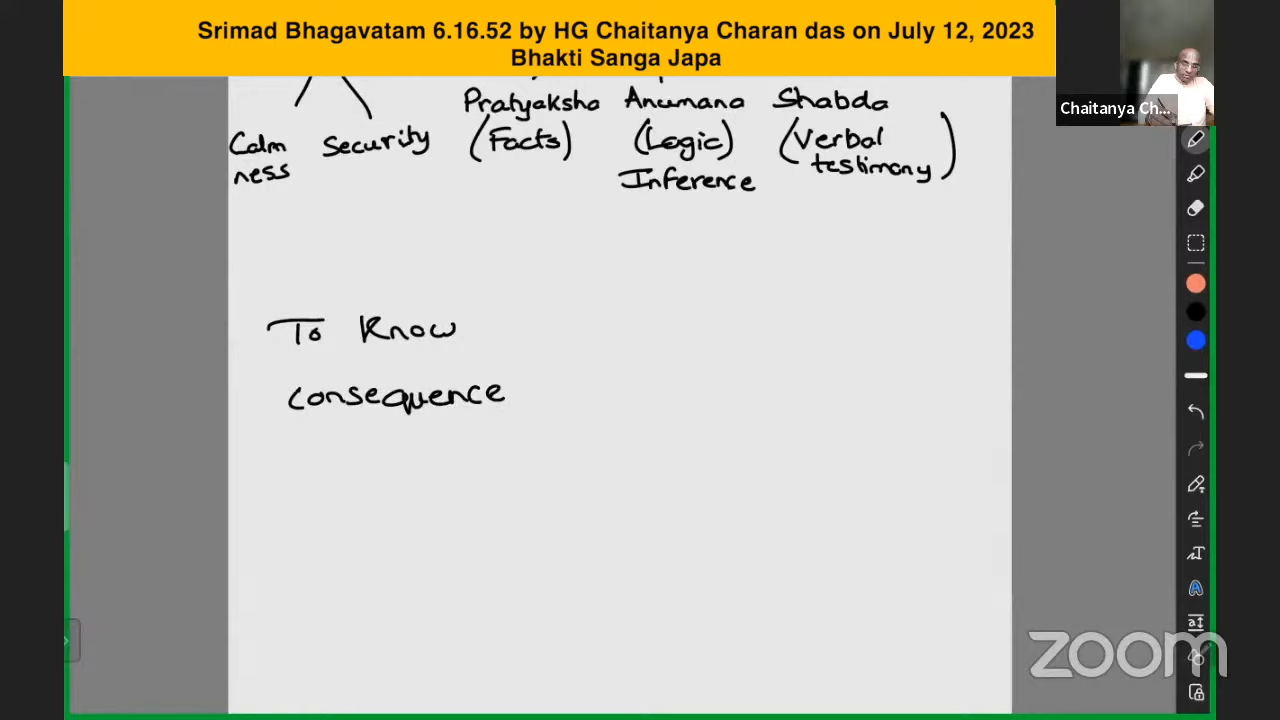 Srimad Bhagavatam 6.16.52 by HG Chaitanya Charan das on July 12, 2023
Bhakti Sanga Japa
Chaitanya Ch...
Pratyaksha Anumana Shabda
Calm Security (Facts) (Logic) (Verbal
ness testimony)
Inference
To Know
consequence
zoom